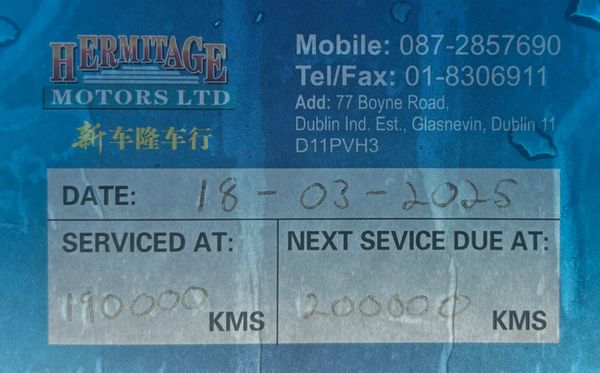 HERMITAGE
MOTORS LTD
新车隆车行
Mobile: 087-2857690
Tel/Fax: 01-8306911
Add: 77 Boyne Road,
Dublin Ind. Est., Glasnevin, Dublin 11
D11PVH3
DATE: 18-03-2025
SERVICED AT:
190000 KMS
NEXT SEVICE DUE AT:
200000 KMS